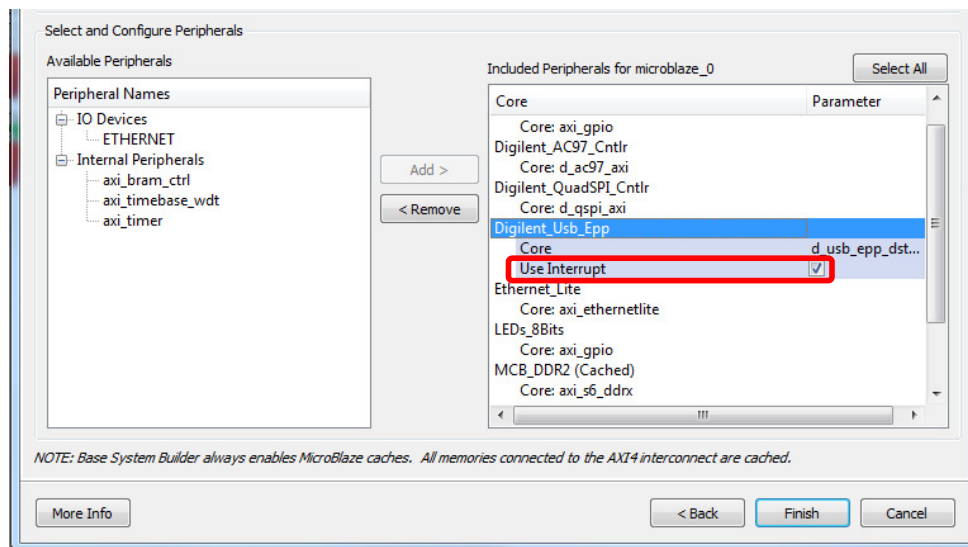 Select and Configure Peripherals
Available Peripherals
Peripheral Names
IO Devices
ETHERNET
Internal Peripherals
axi_bram_ctrl
axi_timebase_wdt
axi_timer
Add >
< Remove
Included Peripherals for microblaze_0
Select All
Core Parameter
Core: axi_gpio
Digilent_AC97_Cntlr
Core: d_ac97_axi
Digilent_QuadSPI_Cntlr
Core: d_qspi_axi
Digilent_Usb_Epp
Core d_usb_epp_dst...
Use Interrupt
Ethernet_Lite
Core: axi_ethernetlite
LEDs_8Bits
Core: axi_gpio
MCB_DDR2 (Cached)
Core: axi_s6_ddrx
NOTE: Base System Builder always enables MicroBlaze caches. All memories connected to the AXI4 interconnect are cached.
More Info
< Back
Finish
Cancel